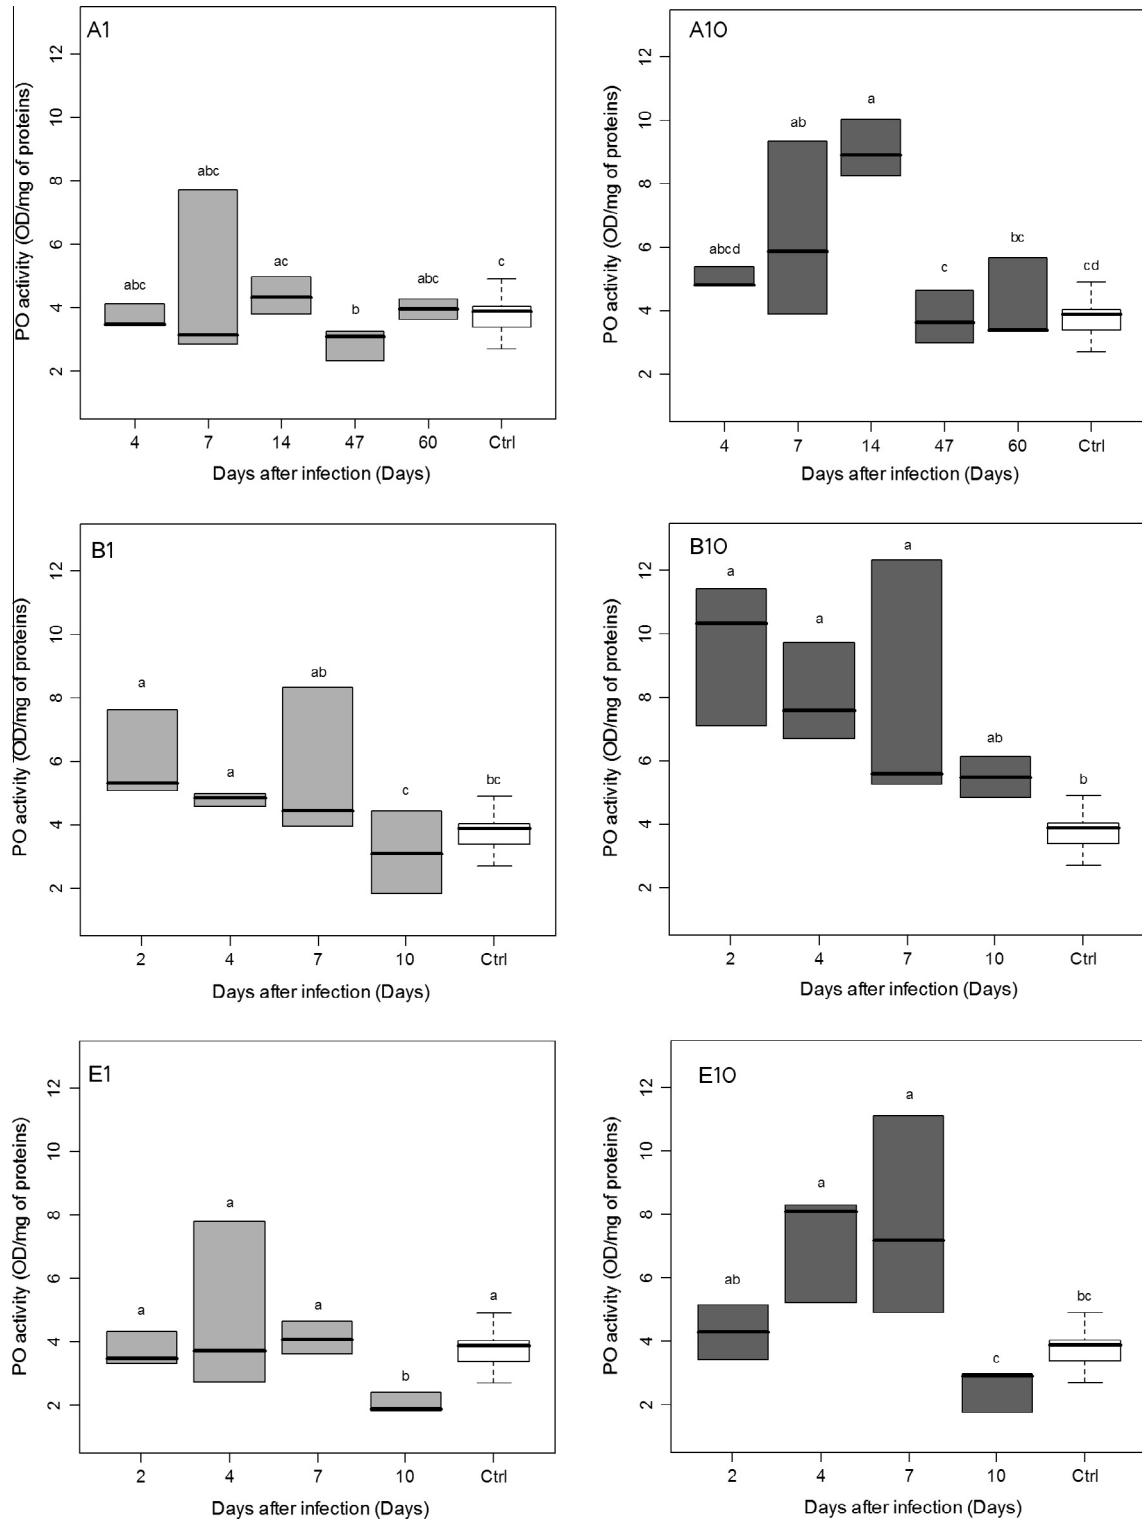 A1
PO activity (OD/mg of proteins)
12
10
8
6
4
2
abc
abc
ac
b
abc
c
4 7 14 47 60 Ctrl
Days after infection (Days)
A10
PO activity (OD/mg of proteins)
12
10
8
6
4
2
abcd
ab
a
c
bc
cd
4 7 14 47 60 Ctrl
Days after infection (Days)
B1
PO activity (OD/mg of proteins)
12
10
8
6
4
2
a
a
ab
c
bc
2 4 7 10 Ctrl
Days after infection (Days)
B10
PO activity (OD/mg of proteins)
12
10
8
6
4
2
a
a
a
ab
b
2 4 7 10 Ctrl
Days after infection (Days)
E1
PO activity (OD/mg of proteins)
12
10
8
6
4
2
a
a
a
b
a
2 4 7 10 Ctrl
Days after infection (Days)
E10
PO activity (OD/mg of proteins)
12
10
8
6
4
2
ab
a
a
c
bc
2 4 7 10 Ctrl
Days after infection (Days)